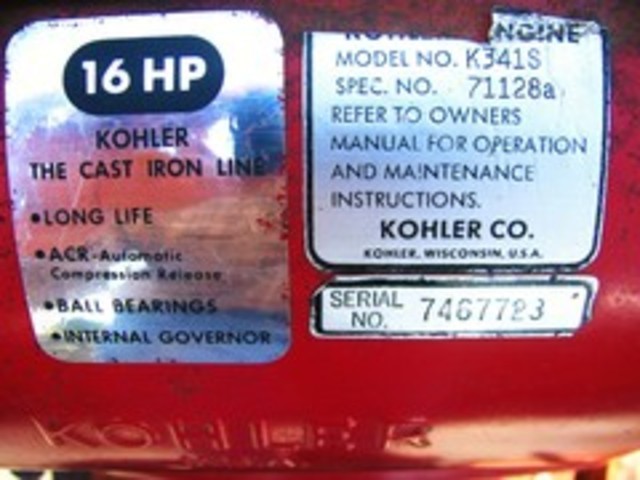 16 HP
KOHLER
THE CAST IRON LINE
•LONG LIFE
•ACR-Automatic
Compression Release
•BALL BEARINGS
•INTERNAL GOVERNOR
KOHLER ENGINE
MODEL NO. K341S
SPEC. NO. 71128a
REFER TO OWNERS
MANUAL FOR OPERATION
AND MAINTENANCE
INSTRUCTIONS.
KOHLER CO.
KOHLER, WISCONSIN, U.S.A.
SERIAL NO. 7467723
KOHLER